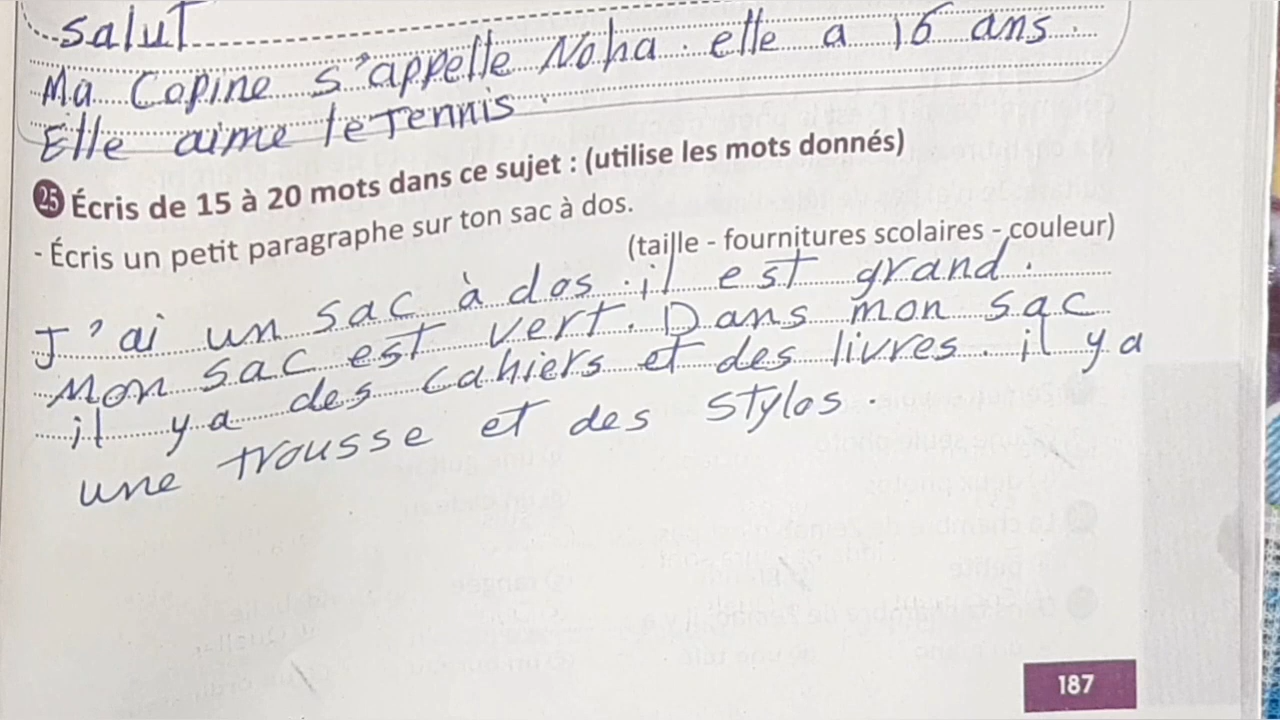 salut
Ma Copine s'appelle Noha. elle a 16 ans.
Elle aime le Tennis.
25 Écris de 15 à 20 mots dans ce sujet : (utilise les mots donnés)
- Écris un petit paragraphe sur ton sac à dos.
(taille - fournitures scolaires - couleur)
J'ai un sac à dos. il est grand.
Mon sac est vert. Dans mon sac
il y a des cahiers et des livres. il y a
une trousse et des stylos.
187